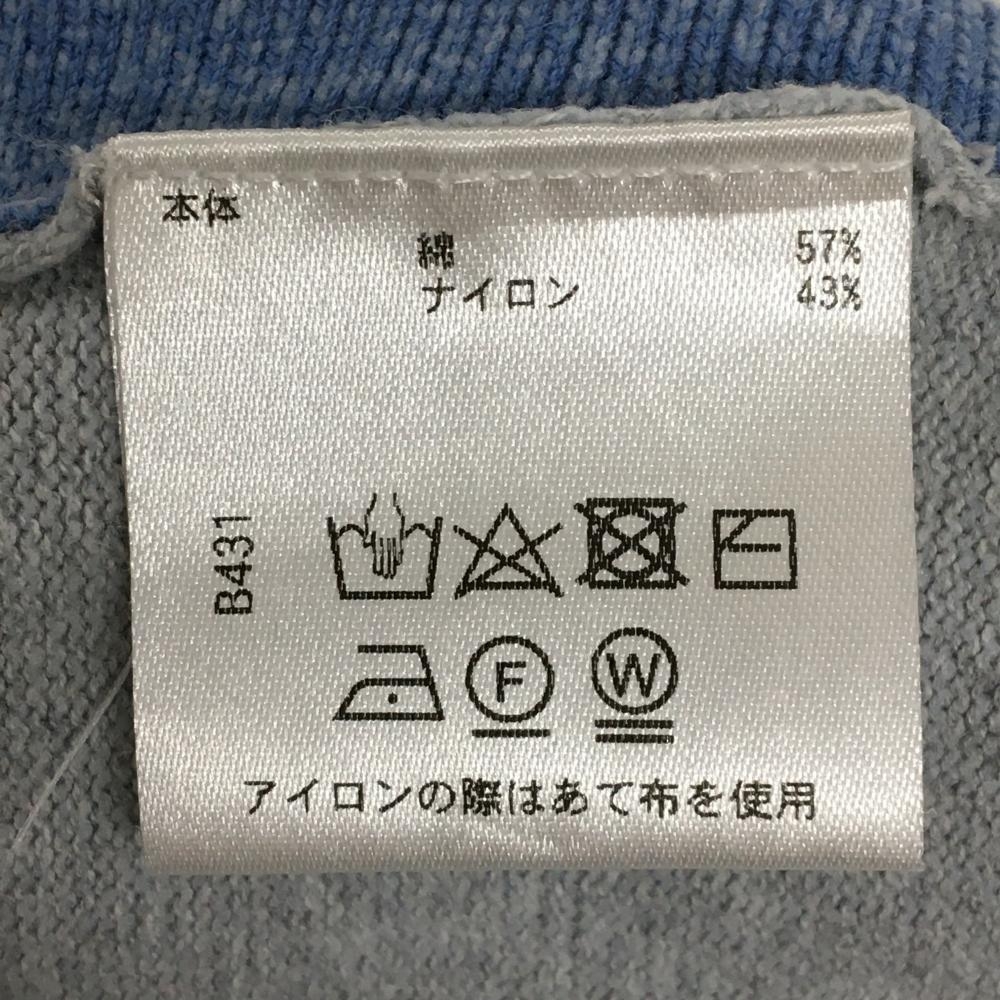 本体
綿 57%
ナイロン 43%
B431
F W
アイロンの際はあて布を使用